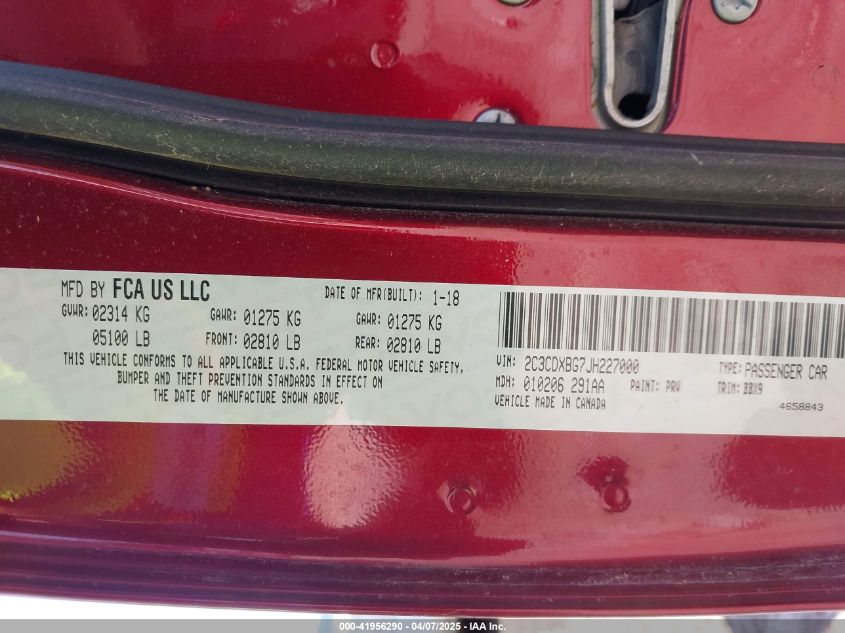 MFD BY FCA US LLC
DATE OF MFR(BUILT): 1-18
GVWR: 02314 KG
GAWR: 01275 KG
GAWR: 01275 KG
05100 LB
FRONT: 02810 LB
REAR: 02810 LB
THIS VEHICLE CONFORMS TO ALL APPLICABLE U.S.A. FEDERAL MOTOR VEHICLE SAFETY,
BUMPER AND THEFT PREVENTION STANDARDS IN EFFECT ON
THE DATE OF MANUFACTURE SHOWN ABOVE.
VIN: 2C3CDXBG7JH227000
TYPE: PASSENGER CAR
MDH: 010206 291AA
PAINT: PRV
TRIM: BBX9
VEHICLE MADE IN CANADA
4658843
000-41956290 - 04/07/2025 - IAA Inc.